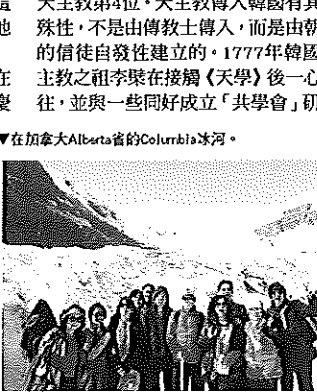 天主教第4位。天主教傳入韓國有其
殊性,不是由傳教士傳入,而是由朝
的信徒自發性建立的。1777年韓國
主教之祖李檗在接觸《天學》後一心
往,並與一些同好成立「共學會」研
這
他
在
慶
▼在加拿大Alberta省的Columbia冰河。